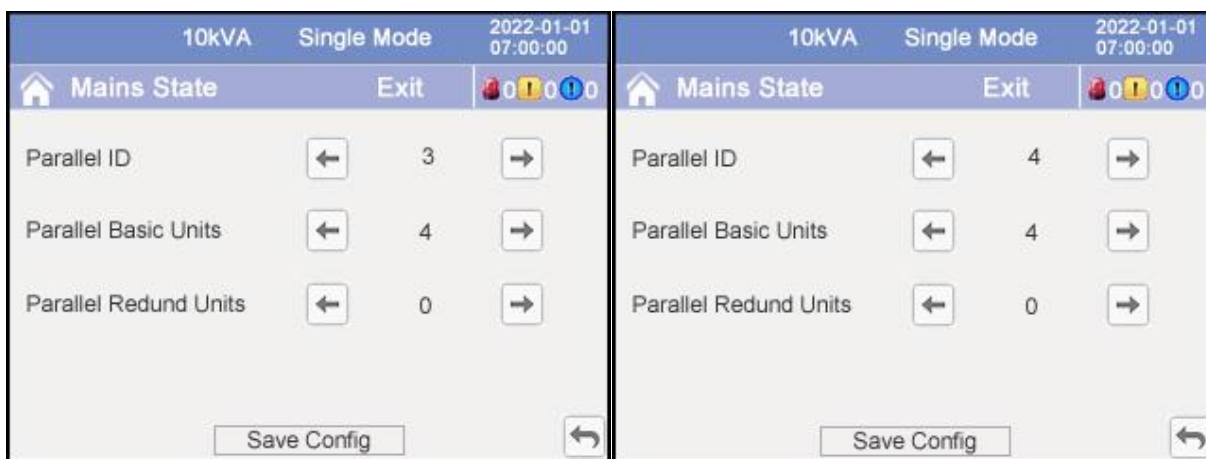 10kVA Single Mode 2022-01-01
07:00:00
Mains State Exit 0 0 0
Parallel ID 3
Parallel Basic Units 4
Parallel Redund Units 0
Save Config
10kVA Single Mode 2022-01-01
07:00:00
Mains State Exit 0 0 0
Parallel ID 4
Parallel Basic Units 4
Parallel Redund Units 0
Save Config